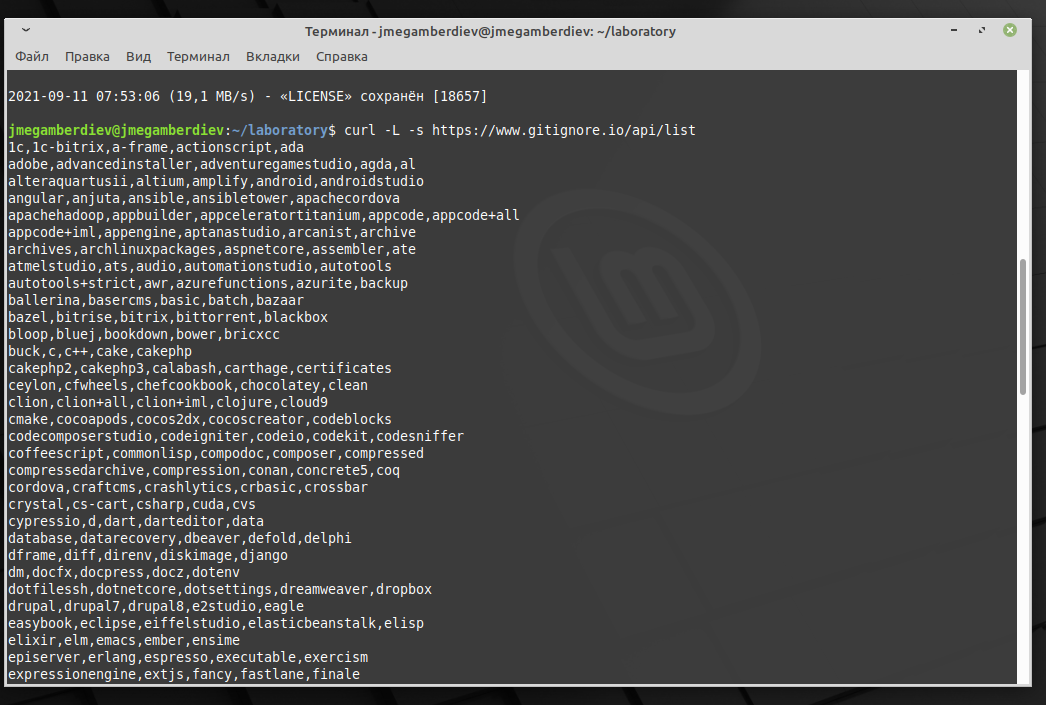 Терминал - jmegamberdiev@jmegamberdiev: ~/laboratory
Файл Правка Вид Терминал Вкладки Справка
2021-09-11 07:53:06 (19,1 MB/s) - «LICENSE» сохранён [18657]
jmegamberdiev@jmegamberdiev:~/laboratory$ curl -L -s https://www.gitignore.io/api/list
1c,1c-bitrix,a-frame,actionscript,ada
adobe,advancedinstaller,adventuregamestudio,agda,al
alteraquartusii,altium,amplify,android,androidstudio
angular,anjuta,ansible,ansibletower,apachecordova
apachehadoop,appbuilder,appceleratortitanium,appcode,appcode+all
appcode+iml,appengine,aptanastudio,arcanist,archive
archives,archlinuxpackages,aspnetcore,assembler,ate
atmelstudio,ats,audio,automationstudio,autotools
autotools+strict,awr,azurefunctions,azurite,backup
ballerina,basercms,basic,batch,bazaar
bazel,bitrise,bitrix,bittorrent,blackbox
bloop,bluej,bookdown,bower,bricxcc
buck,c,c++,cake,cakephp
cakephp2,cakephp3,calabash,carthage,certificates
ceylon,cfwheels,chefcookbook,chocolatey,clean
clion,clion+all,clion+iml,clojure,cloud9
cmake,cocoapods,cocos2dx,cocoscreator,codeblocks
codecomposerstudio,codeigniter,codeio,codekit,codesniffer
coffeescript,commonlisp,compodoc,composer,compressed
compressedarchive,compression,conan,concrete5,coq
cordova,craftcms,crashlytics,crbasic,crossbar
crystal,cs-cart,csharp,cuda,cvs
cypressio,d,dart,darteditor,data
database,datarecovery,dbeaver,defold,delphi
dframe,diff,direnv,diskimage,django
dm,docfx,docpress,docz,dotenv
dotfilessh,dotnetcore,dotsettings,dreamweaver,dropbox
drupal,drupal7,drupal8,e2studio,eagle
easybook,eclipse,eiffelstudio,elasticbeanstalk,elisp
elixir,elm,emacs,ember,ensime
episerver,erlang,espresso,executable,exercism
expressionengine,extjs,fancy,fastlane,finale